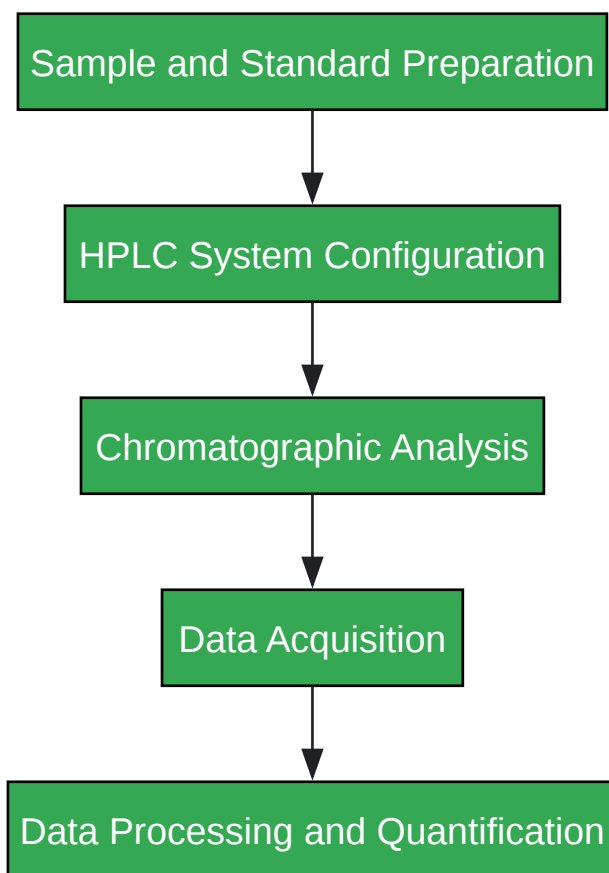 Sample and Standard Preparation
HPLC System Configuration
Chromatographic Analysis
Data Acquisition
Data Processing and Quantification